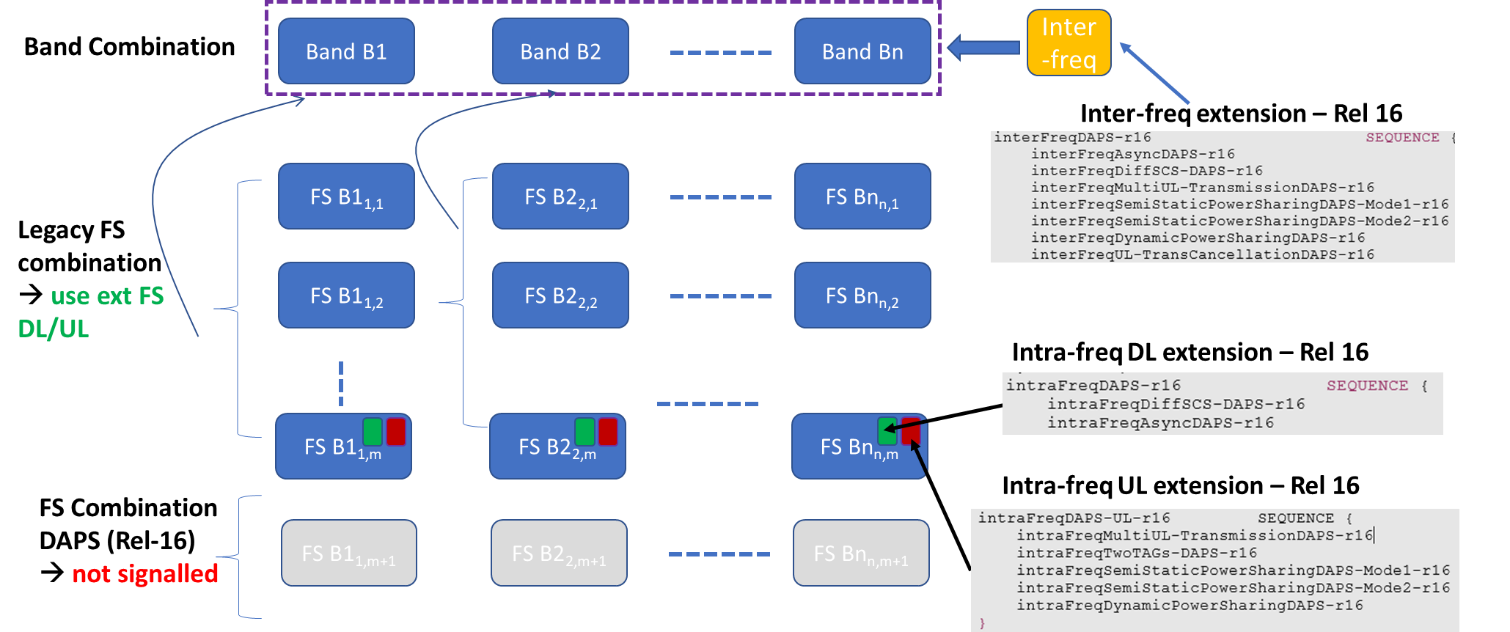 Band Combination
Band B1
Band B2
Band Bn
Inter
-freq
Inter-freq extension – Rel 16
interFreqDAPS-r16 SEQUENCE {
interFreqAsyncDAPS-r16
interFreqDiffSCS-DAPS-r16
interFreqMultiUL-TransmissionDAPS-r16
interFreqSemiStaticPowerSharingDAPS-Mode1-r16
interFreqSemiStaticPowerSharingDAPS-Mode2-r16
interFreqDynamicPowerSharingDAPS-r16
interFreqUL-TransCancellationDAPS-r16
Legacy FS
combination
→ use ext FS
DL/UL
FS B11,1
FS B22,1
FS Bnn,1
FS B11,2
FS B22,2
FS Bnn,2
FS B11,m
FS B22,m
FS Bnn,m
Intra-freq DL extension – Rel 16
intraFreqDAPS-r16 SEQUENCE {
intraFreqDiffSCS-DAPS-r16
intraFreqAsyncDAPS-r16
FS Combination
DAPS (Rel-16)
→ not signalled
FS B11,m+1
FS B22,m+1
FS Bnn,m+1
Intra-freq UL extension – Rel 16
intraFreqDAPS-UL-r16 SEQUENCE {
intraFreqMultiUL-TransmissionDAPS-r16
intraFreqTwoTAGs-DAPS-r16
intraFreqSemiStaticPowerSharingDAPS-Mode1-r16
intraFreqSemiStaticPowerSharingDAPS-Mode2-r16
intraFreqDynamicPowerSharingDAPS-r16
}